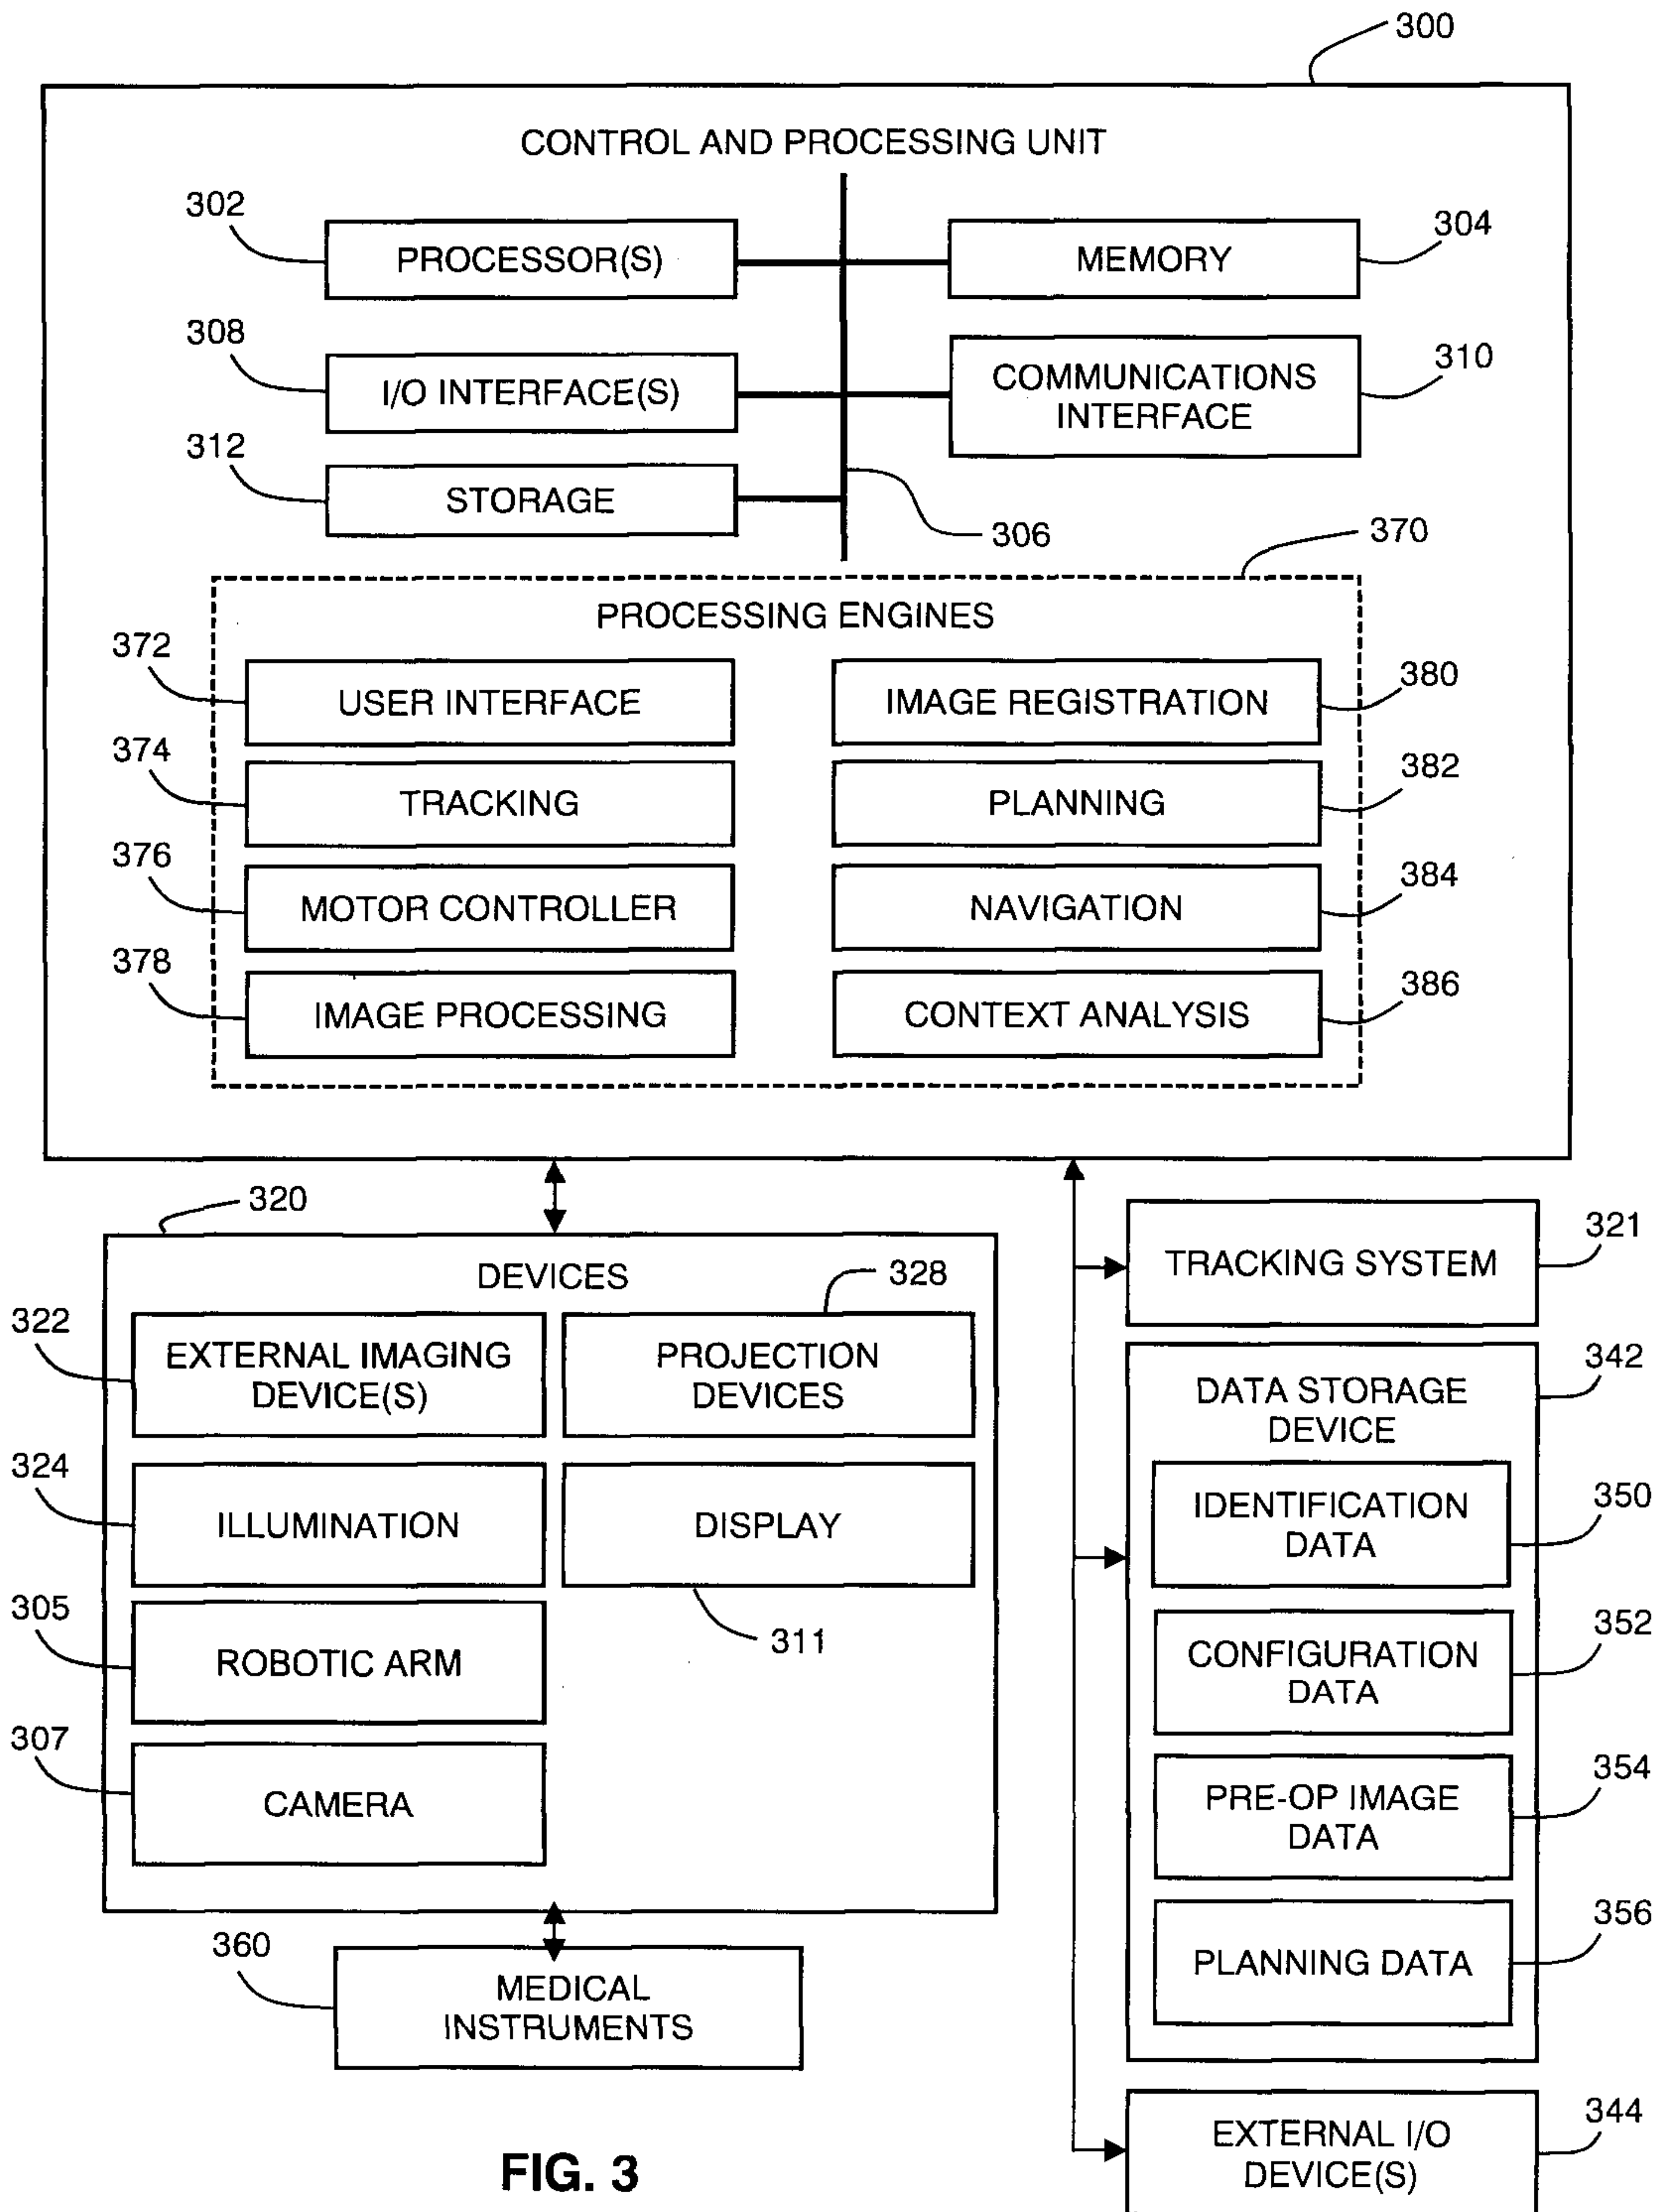 300
CONTROL AND PROCESSING UNIT
302
PROCESSOR(S)
MEMORY
304
308
I/O INTERFACE(S)
COMMUNICATIONS
INTERFACE
310
312
STORAGE
306
370
PROCESSING ENGINES
372
USER INTERFACE
IMAGE REGISTRATION
380
374
TRACKING
PLANNING
382
376
MOTOR CONTROLLER
NAVIGATION
384
378
IMAGE PROCESSING
CONTEXT ANALYSIS
386
320
DEVICES
328
322
EXTERNAL IMAGING
DEVICE(S)
PROJECTION
DEVICES
324
ILLUMINATION
DISPLAY
311
305
ROBOTIC ARM
307
CAMERA
360
MEDICAL
INSTRUMENTS
TRACKING SYSTEM
321
342
DATA STORAGE
DEVICE
IDENTIFICATION
DATA
350
CONFIGURATION
DATA
352
PRE-OP IMAGE
DATA
354
PLANNING DATA
356
EXTERNAL I/O
DEVICE(S)
344
FIG. 3